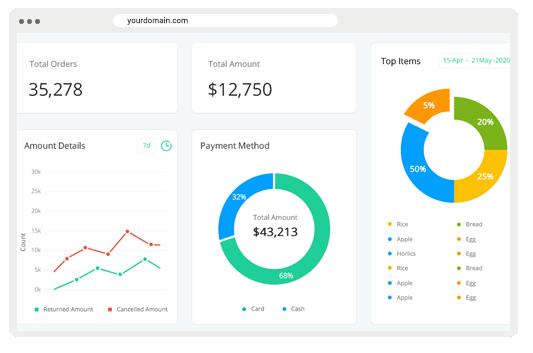 yourdomain.com
Total Orders
35,278
Total Amount
$12,750
Top Items
15-Apr - 21May -2020
5%
20%
50%
25%
Rice
Bread
Apple
Egg
Horlics
Egg
Rice
Bread
Apple
Egg
Apple
Egg
Amount Details
7d
30k
25k
20k
15k
10k
5k
0k
Count
Returned Amount
Cancelled Amount
Payment Method
32%
Total Amount
$43,213
68%
Card
Cash